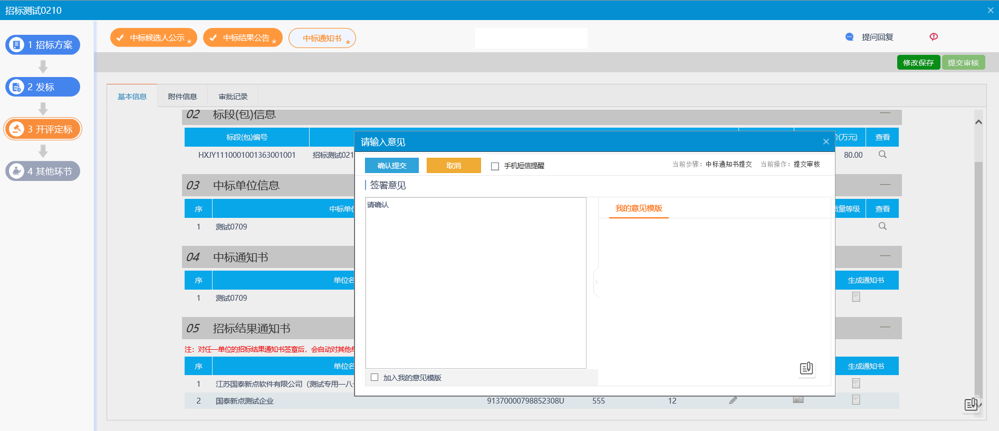 招标测试0210
1 招标方案
2 发标
3 开评定标
4 其他环节
中标候选人公示 *
中标结果公告 *
中标通知书 *
提问回复
修改保存 提交审核
基本信息 附件信息 审批记录
02 标段(包)信息
标段(包)编号 价(万元) 查看
HXJY1110001001363001001 招标测试021 80.00
03 中标单位信息
序 中标单位 质量等级 查看
1 测试0709
04 中标通知书
序 单位名 生成通知书
1 测试0709
05 招标结果通知书
注：对任一单位的招标结果通知书签章后，会自动对其他单
序 单位名 生成通知书
1 江苏国泰新点软件有限公司（测试专用一八
2 国泰新点测试企业 91370000798852308U 555 12
请输入意见
确认提交 取消 手机短信提醒 当前步骤：中标通知书提交 当前操作：提交审核
签署意见
请确认
我的意见模版
加入我的意见模版